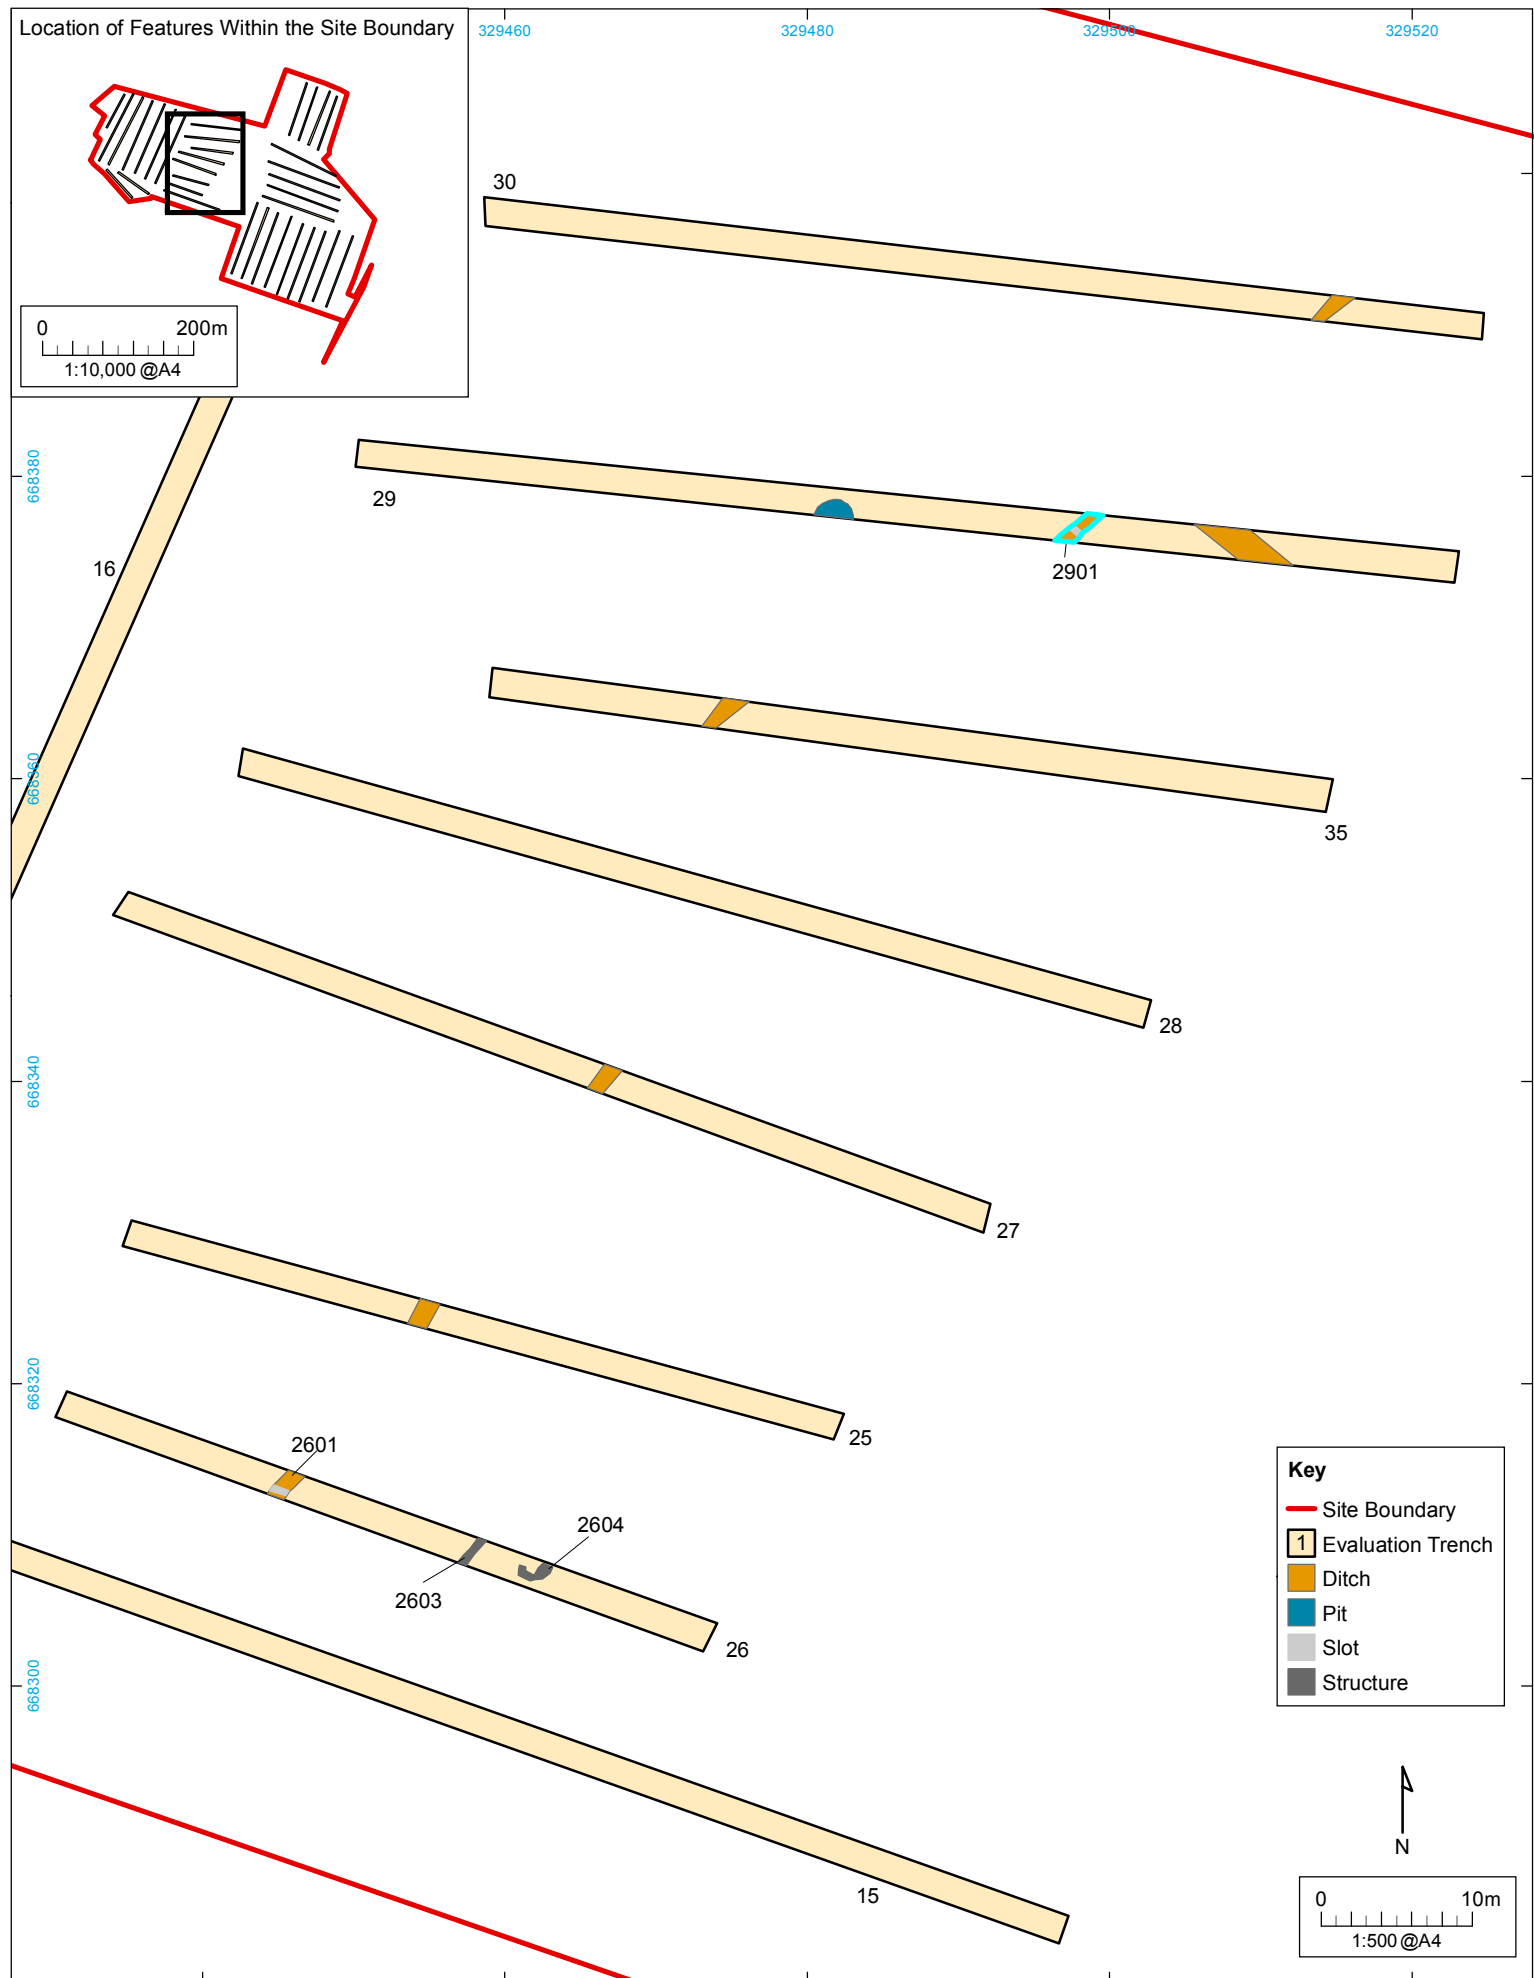 Location of Features Within the Site Boundary
0 200m
1:10,000 @A4
329460 329480 329500 329520
668380
668360
668340
668320
668300
30
29
2901
16
35
28
27
25
2601
2604
2603
26
15
Key
Site Boundary
1 Evaluation Trench
Ditch
Pit
Slot
Structure
N
0 10m
1:500 @A4